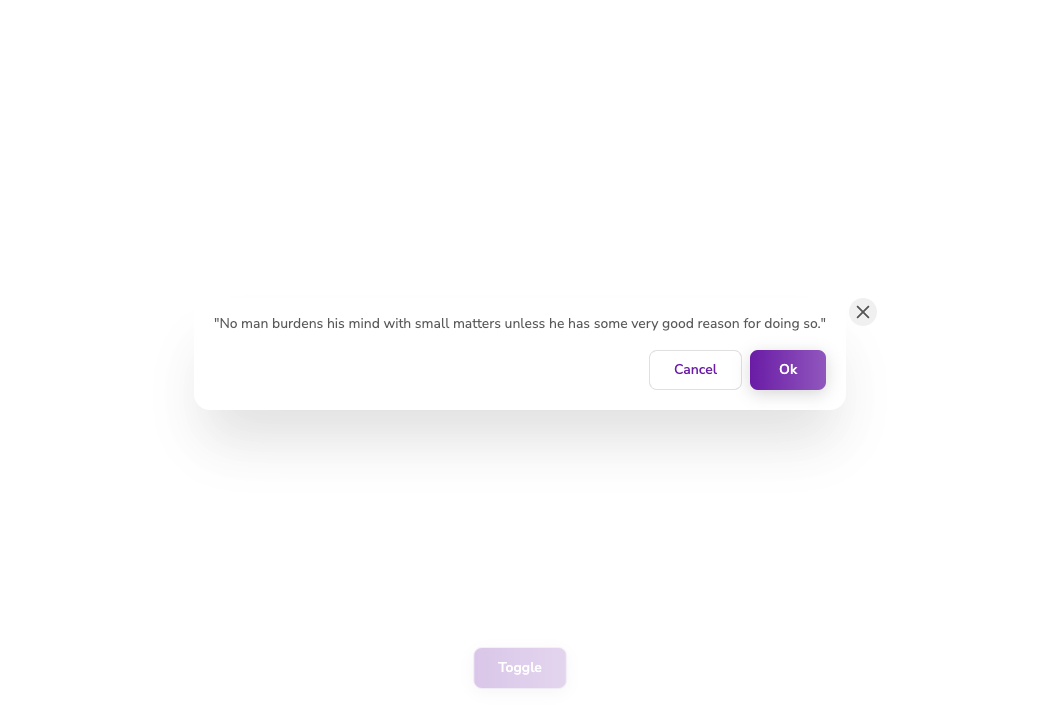 "No man burdens his mind with small matters unless he has some very good reason for doing so."
Cancel
Ok
Toggle